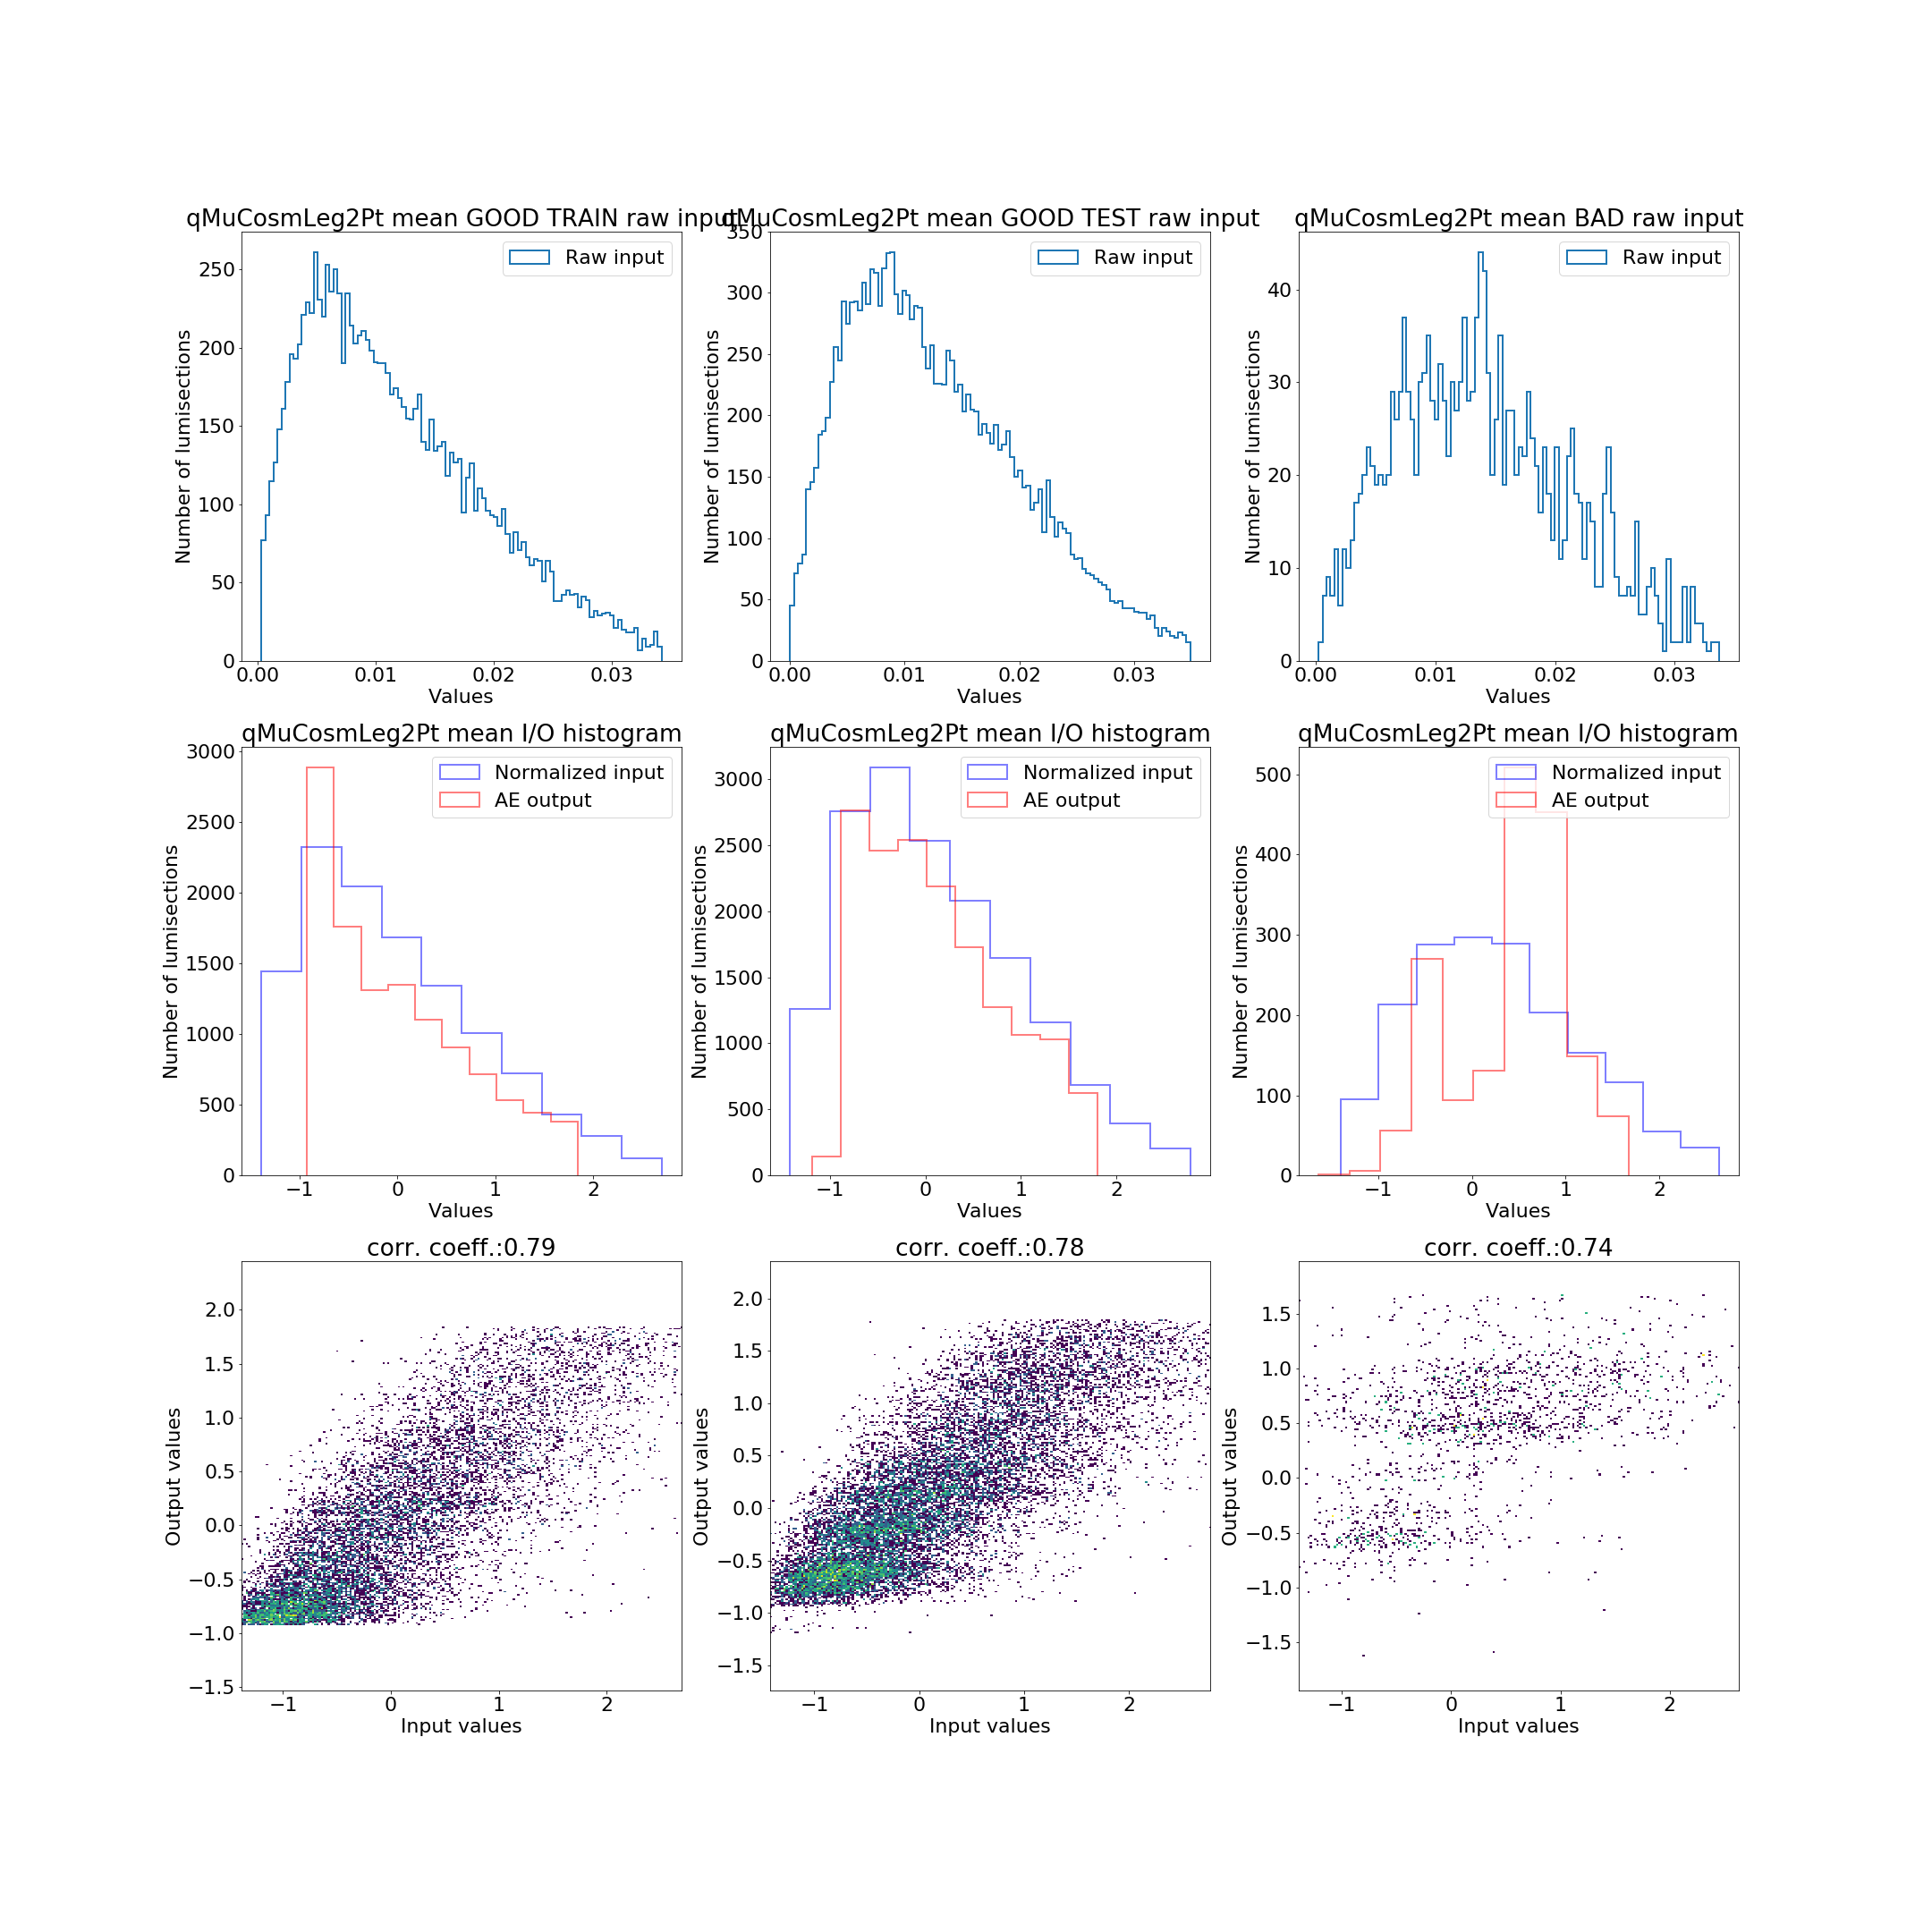 qMuCosmLeg2Pt mean GOOD TRAIN raw input
qMuCosmLeg2Pt mean GOOD TEST raw input
qMuCosmLeg2Pt mean BAD raw input
Raw input
Raw input
Raw input
Number of lumisections
250
200
150
100
50
0
0.00 0.01 0.02 0.03
Values
Number of lumisections
350
300
250
200
150
100
50
0
0.00 0.01 0.02 0.03
Values
Number of lumisections
40
30
20
10
0
0.00 0.01 0.02 0.03
Values
qMuCosmLeg2Pt mean I/O histogram
Normalized input
AE output
Number of lumisections
3000
2500
2000
1500
1000
500
0
−1 0 1 2
Values
qMuCosmLeg2Pt mean I/O histogram
Normalized input
AE output
Number of lumisections
3000
2500
2000
1500
1000
500
0
−1 0 1 2
Values
qMuCosmLeg2Pt mean I/O histogram
Normalized input
AE output
Number of lumisections
500
400
300
200
100
0
−1 0 1 2
Values
corr. coeff.:0.79
Output values
2.0
1.5
1.0
0.5
0.0
−0.5
−1.0
−1.5
−1 0 1 2
Input values
corr. coeff.:0.78
Output values
2.0
1.5
1.0
0.5
0.0
−0.5
−1.0
−1.5
−1 0 1 2
Input values
corr. coeff.:0.74
Output values
1.5
1.0
0.5
0.0
−0.5
−1.0
−1.5
−1 0 1 2
Input values